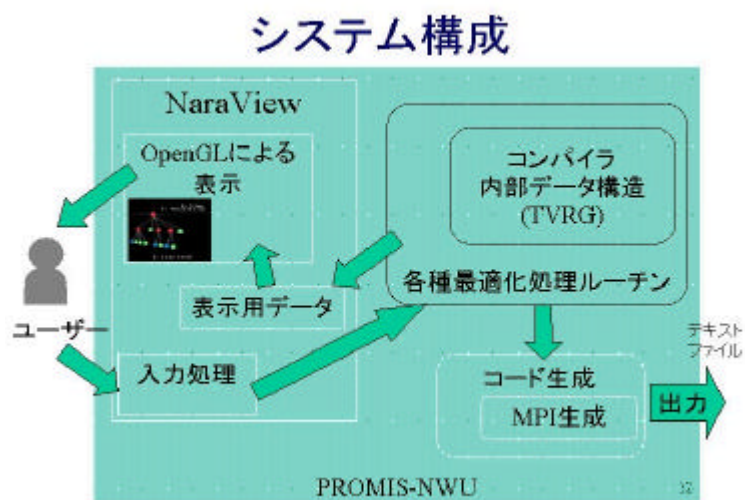 システム構成
NaraView
OpenGLによる
表示
表示用データ
入力処理
ユーザー
コンパイラ
内部データ構造
(TVRG)
各種最適化処理ルーチン
コード生成
MPI生成
テキスト
ファイル
出力
PROMIS-NWU